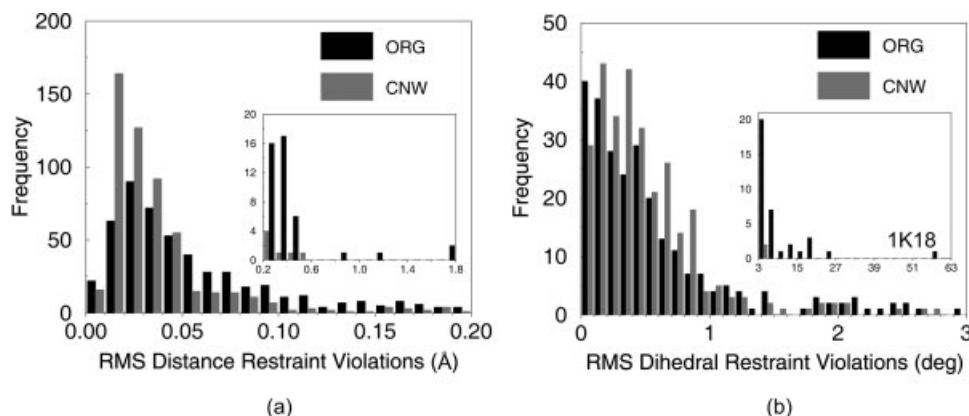 200
150
100
50
0
Frequency
ORG
CNW
20
16
12
8
4
0
0.2 0.6 1.0 1.4 1.8
0.00 0.05 0.10 0.15 0.20
RMS Distance Restraint Violations (Å)
(a)
50
40
30
20
10
0
Frequency
ORG
CNW
20
15
10
5
0
1K18
3 15 27 39 51 63
0 1 2 3
RMS Dihedral Restraint Violations (deg)
(b)